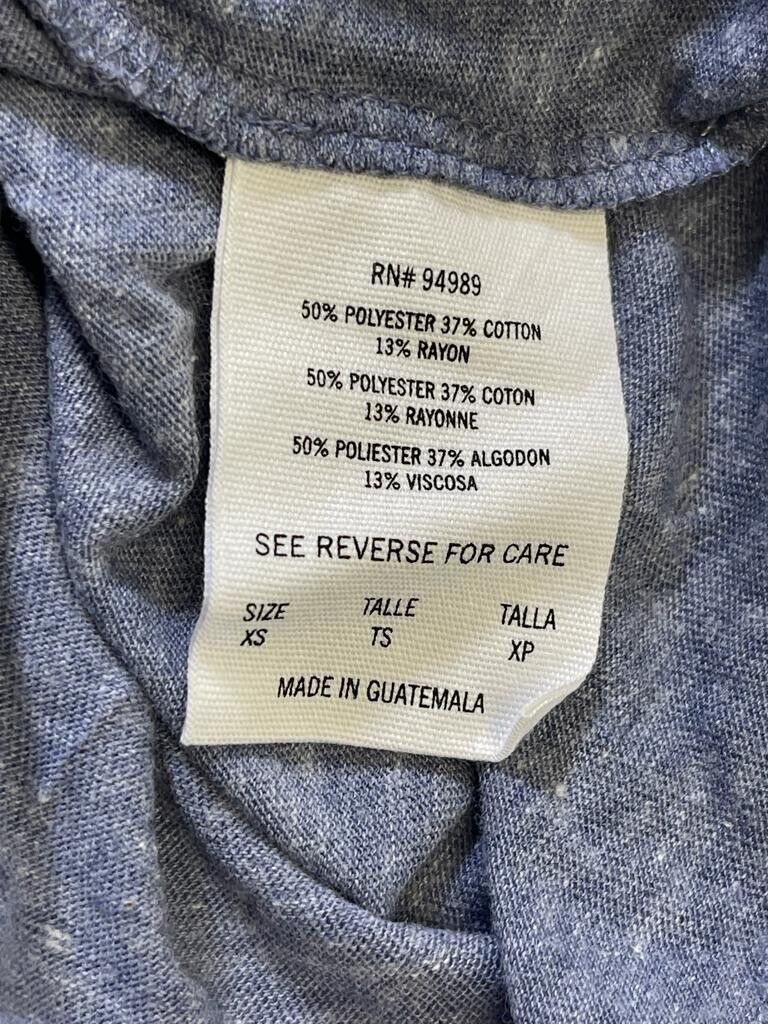 RN# 94989
50% POLYESTER 37% COTTON
13% RAYON
50% POLYESTER 37% COTON
13% RAYONNE
50% POLIESTER 37% ALGODON
13% VISCOSA
SEE REVERSE FOR CARE
SIZE TALLE TALLA
XS TS XP
MADE IN GUATEMALA